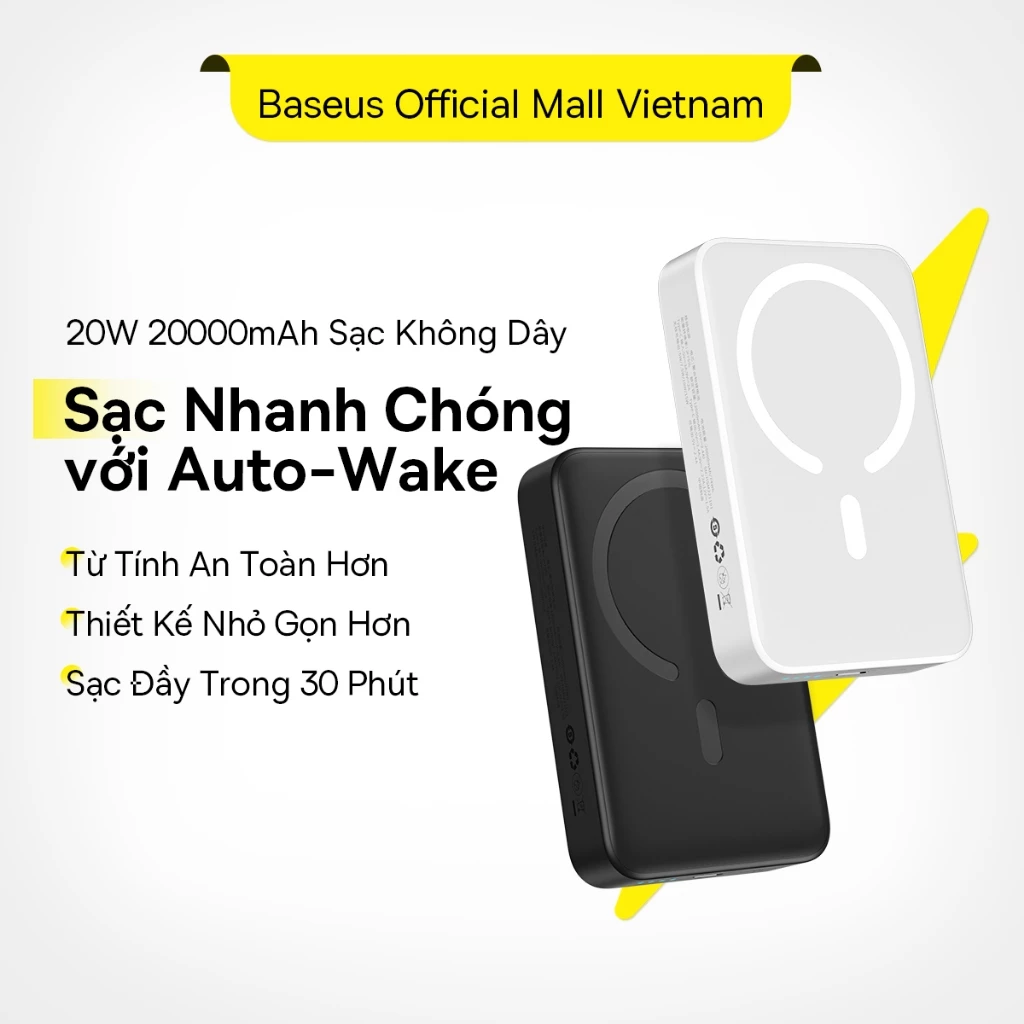 Baseus Official Mall Vietnam
20W 20000mAh Sạc Không Dây
Sạc Nhanh Chóng
với Auto-Wake
Từ Tính An Toàn Hơn
Thiết Kế Nhỏ Gọn Hơn
Sạc Đầy Trong 30 Phút